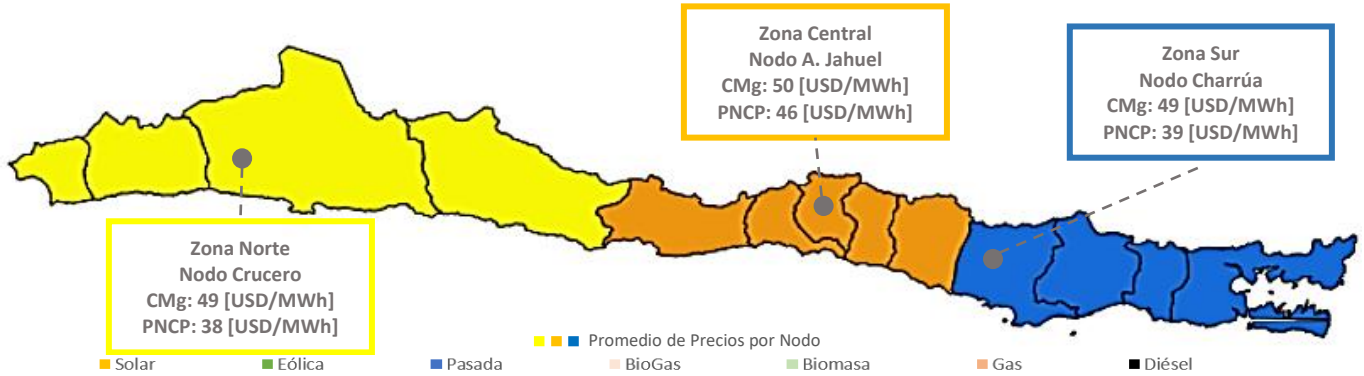 Zona Central
Nodo A. Jahuel
CMg: 50 [USD/MWh]
PNCP: 46 [USD/MWh]
Zona Sur
Nodo Charrúa
CMg: 49 [USD/MWh]
PNCP: 39 [USD/MWh]
Zona Norte
Nodo Crucero
CMg: 49 [USD/MWh]
PNCP: 38 [USD/MWh]
Promedio de Precios por Nodo
Solar Eólica Pasada BioGas Biomasa Gas Diésel